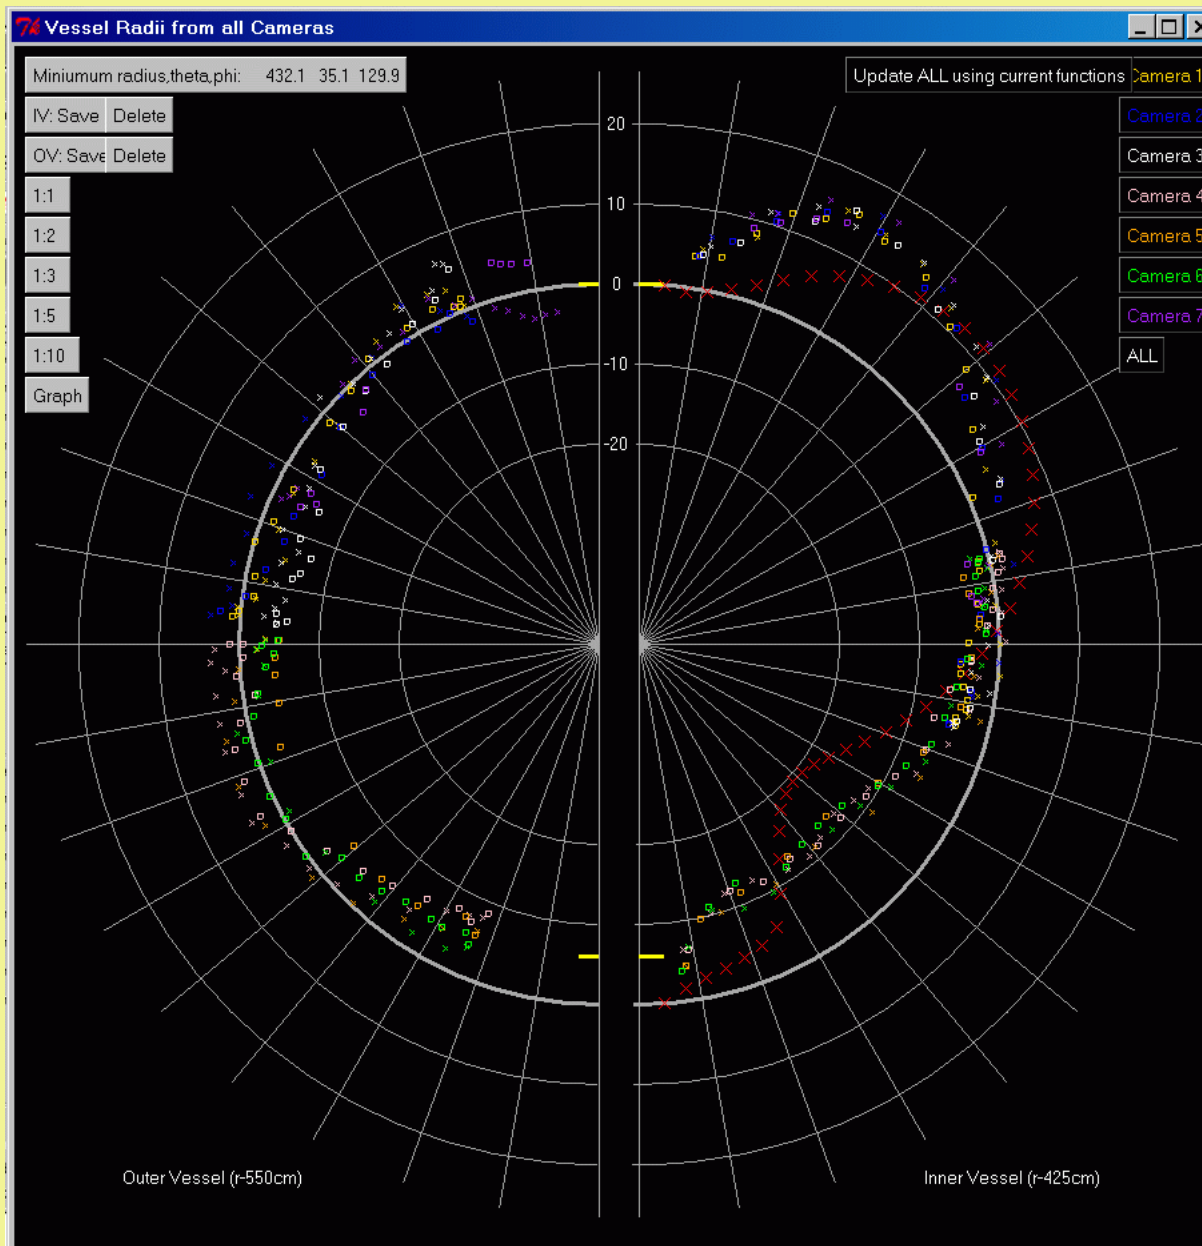 Vessel Radii from all Cameras
Miniumum radius,theta,phi: 432.1 35.1 129.9
Update ALL using current functions
Camera 1
IV: Save Delete
Camera 2
OV: Save Delete
Camera 3
1:1
Camera 4
1:2
Camera 5
1:3
Camera 6
1:5
Camera 7
1:10
ALL
Graph
20
10
0
-10
-20
Outer Vessel (r-550cm)
Inner Vessel (r-425cm)